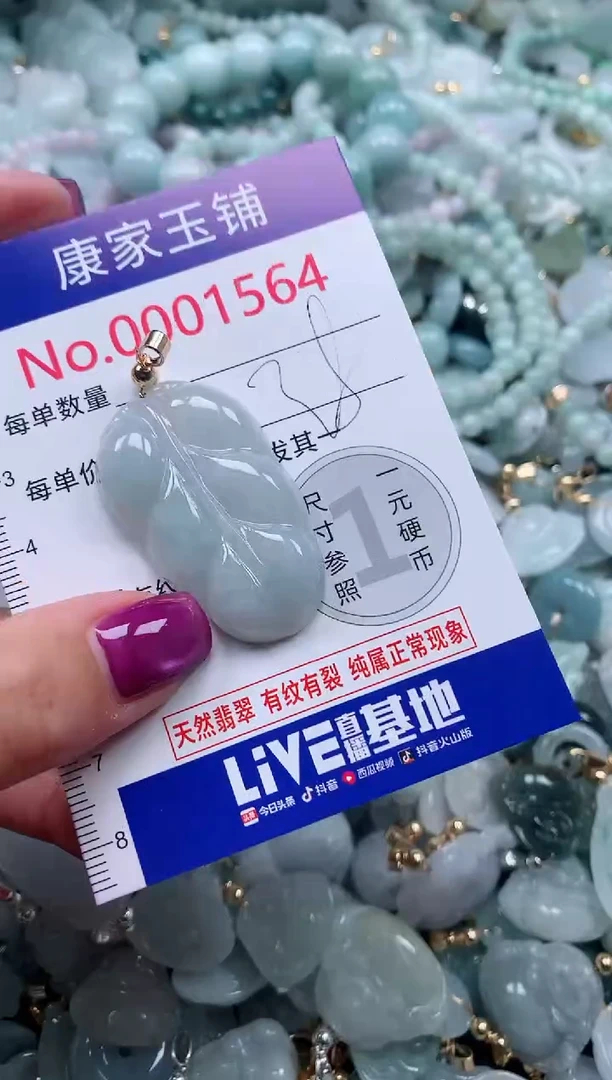 康家玉铺
No.0001564
每单数量
3
每单价
发其
4
一元硬币
1
尺寸参照
天然翡翠 有纹有裂 纯属正常现象
7
LiVE直播基地
头条 今日头条 抖音 西瓜视频 抖音火山版
8